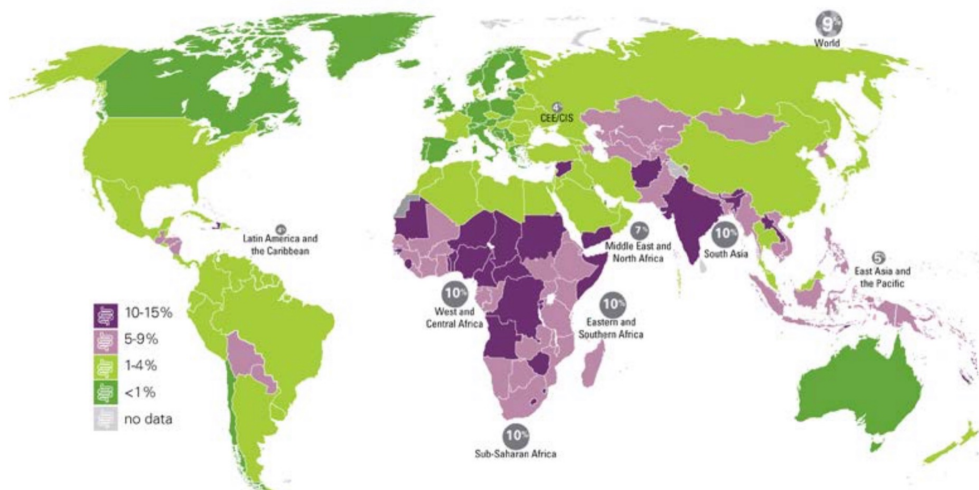 9%
World
4%
CEE/CIS
4%
Latin America and
the Caribbean
7%
Middle East and
North Africa
10%
South Asia
5%
East Asia and
the Pacific
10%
West and
Central Africa
10%
Eastern and
Southern Africa
10%
Sub-Saharan Africa
10-15%
5-9%
1-4%
<1%
no data